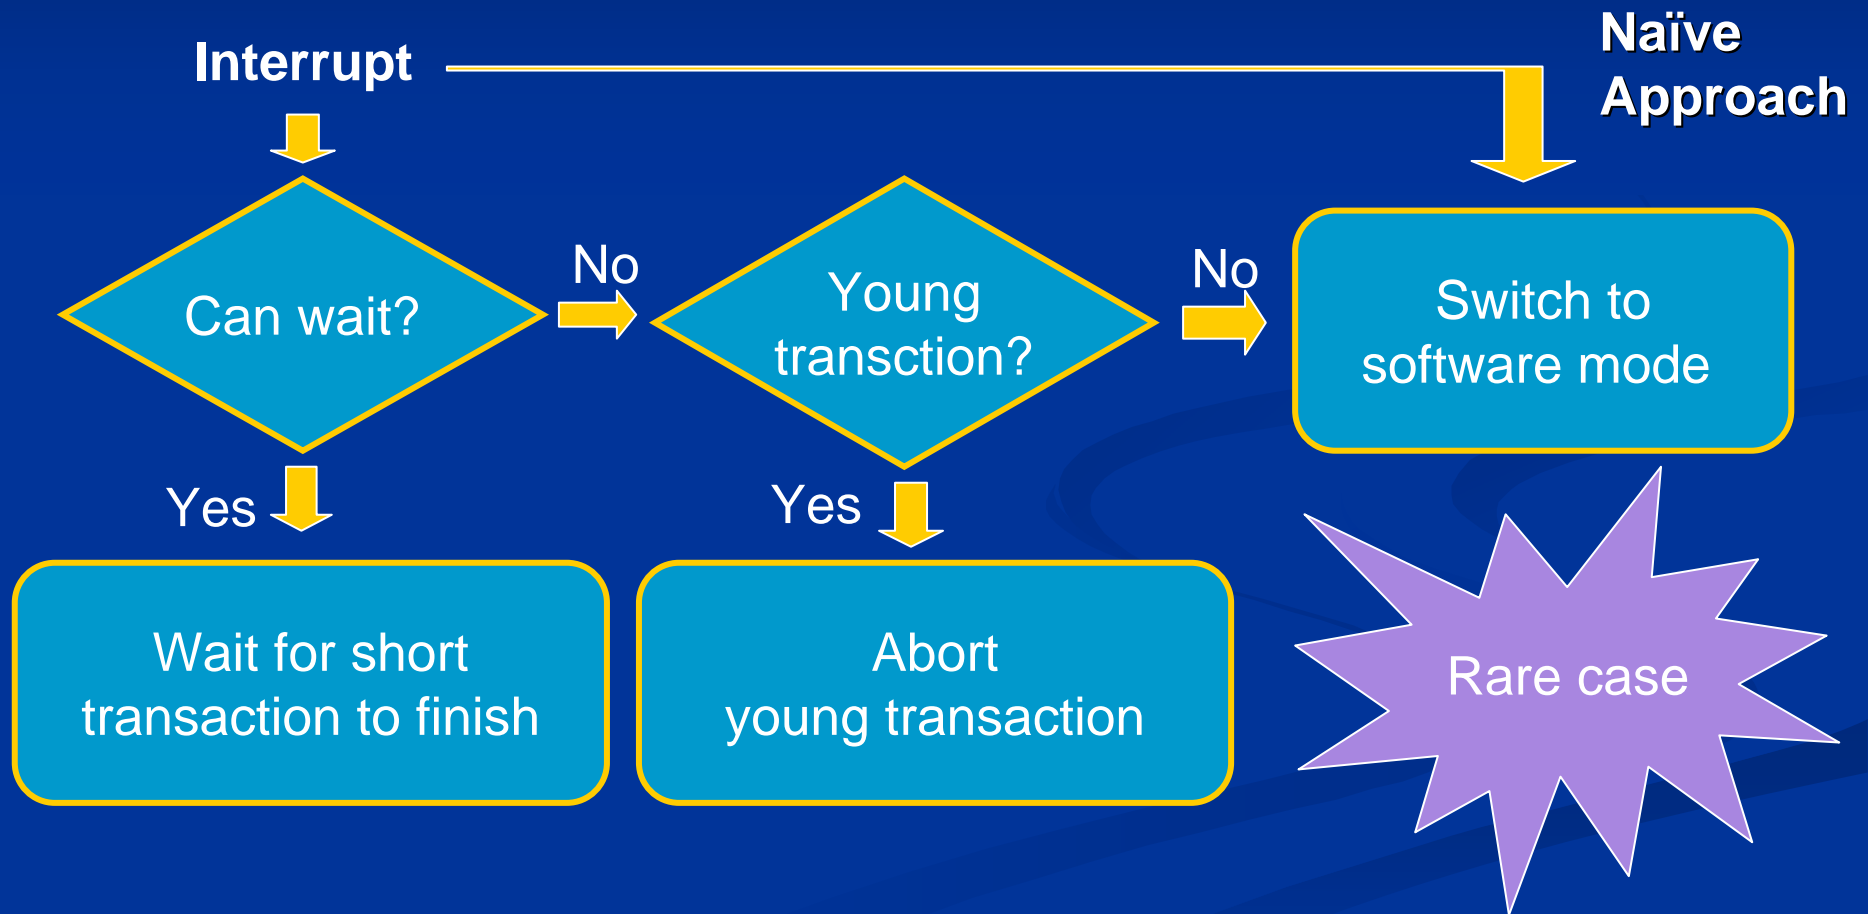 Interrupt
Naïve
Approach
Can wait?
No
Young
transction?
No
Switch to
software mode
Yes
Yes
Wait for short
transaction to finish
Abort
young transaction
Rare case